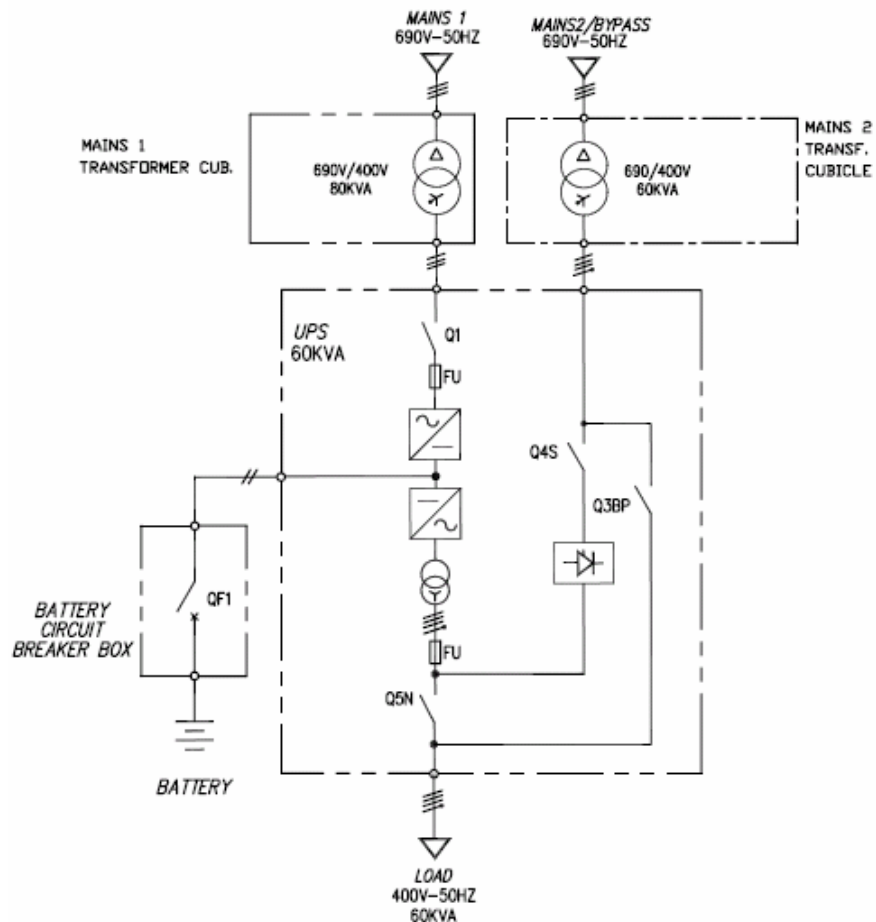 MAINS 1
690V-50HZ
MAINS2/BYPASS
690V-50HZ
MAINS 1
TRANSFORMER CUB.
690V/400V
80KVA
690/400V
60KVA
MAINS 2
TRANSF.
CUBICLE
UPS
60KVA
Q1
FU
Q4S
Q3BP
QF1
BATTERY
CIRCUIT
BREAKER BOX
FU
Q5N
BATTERY
LOAD
400V-50HZ
60KVA